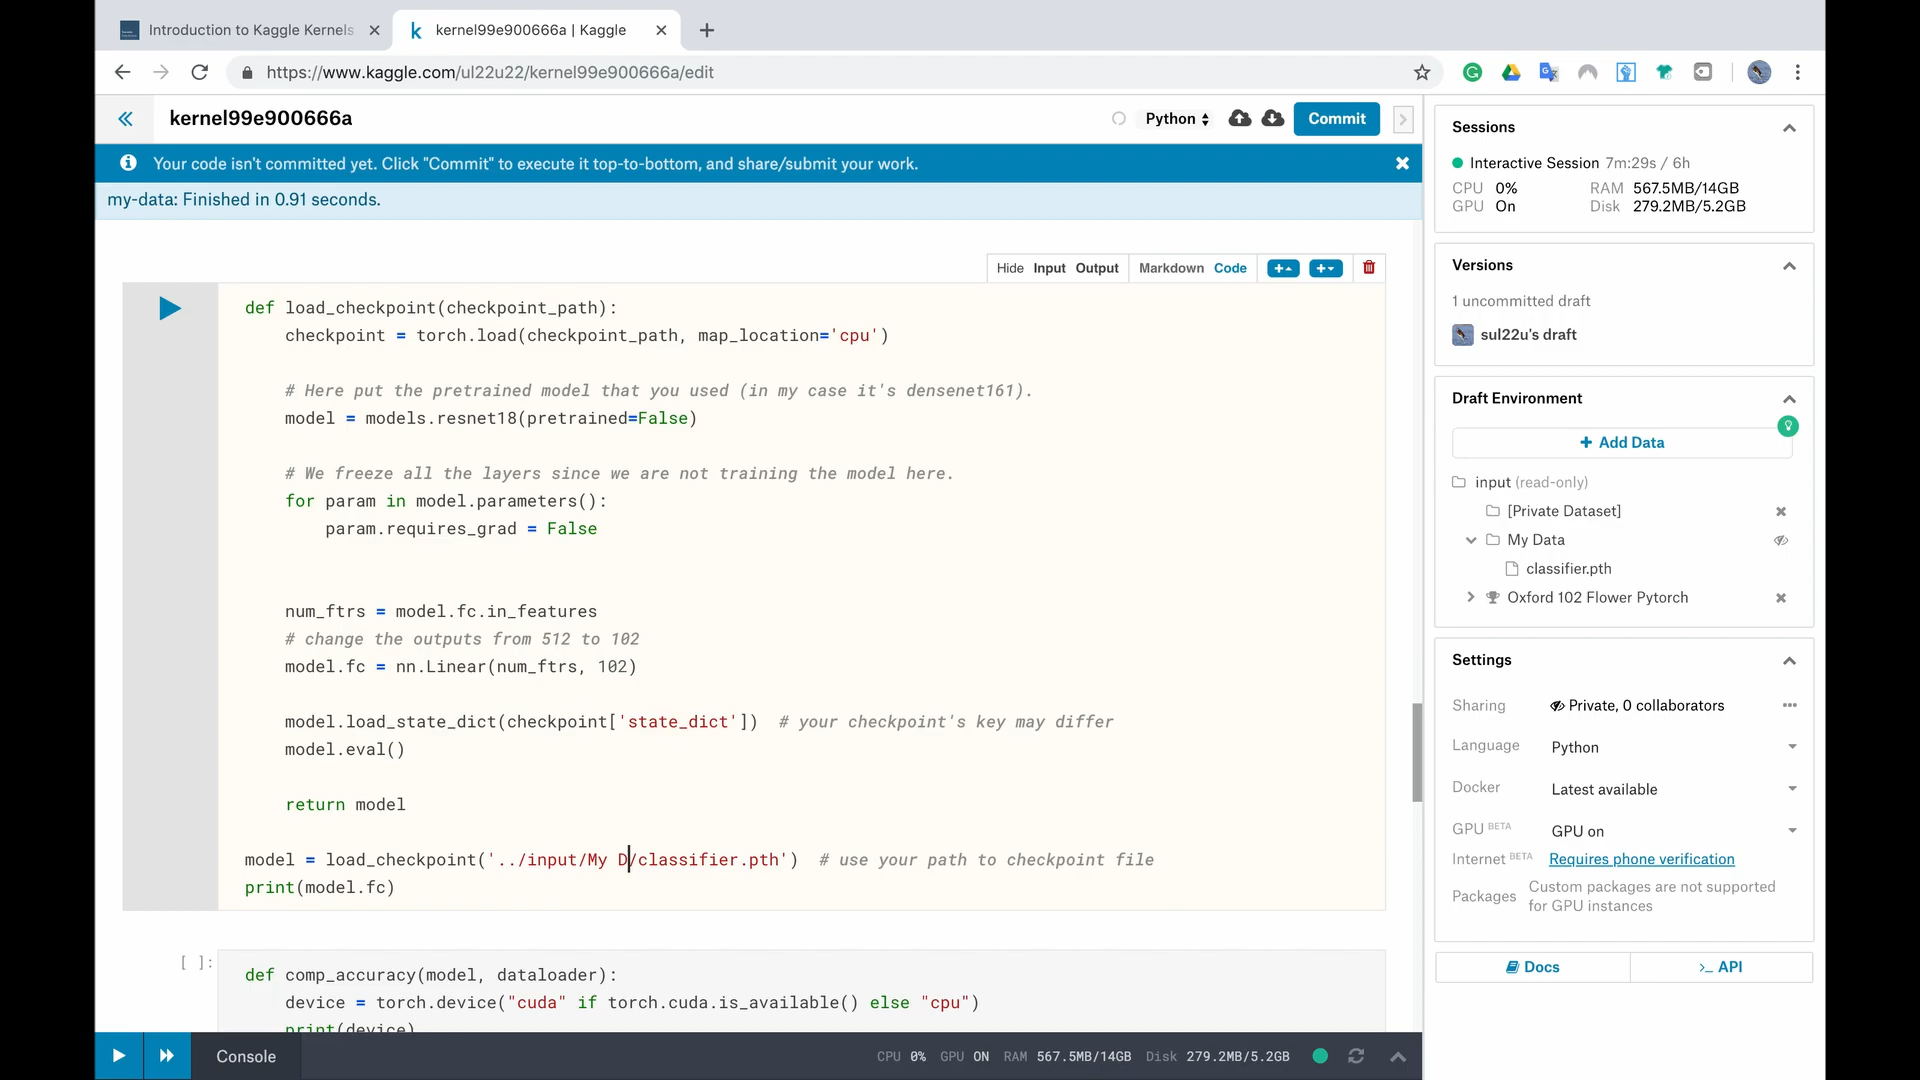 Introduction to Kaggle Kernels
kernel99e900666a | Kaggle
https://www.kaggle.com/ul22u22/kernel99e900666a/edit
kernel99e900666a
Python
Commit
Your code isn't committed yet. Click "Commit" to execute it top-to-bottom, and share/submit your work.
my-data: Finished in 0.91 seconds.
Hide Input Output Markdown Code
def load_checkpoint(checkpoint_path):
checkpoint = torch.load(checkpoint_path, map_location='cpu')
# Here put the pretrained model that you used (in my case it's densenet161).
model = models.resnet18(pretrained=False)
# We freeze all the layers since we are not training the model here.
for param in model.parameters():
param.requires_grad = False
num_ftrs = model.fc.in_features
# change the outputs from 512 to 102
model.fc = nn.Linear(num_ftrs, 102)
model.load_state_dict(checkpoint['state_dict'])  # your checkpoint's key may differ
model.eval()
return model
model = load_checkpoint('../input/My D/classifier.pth')  # use your path to checkpoint file
print(model.fc)
[ ]:
def comp_accuracy(model, dataloader):
device = torch.device("cuda" if torch.cuda.is_available() else "cpu")
print(device)
Console
CPU 0% GPU ON RAM 567.5MB/14GB Disk 279.2MB/5.2GB
Sessions
Interactive Session 7m:29s / 6h
CPU 0% RAM 567.5MB/14GB
GPU On Disk 279.2MB/5.2GB
Versions
1 uncommitted draft
sul22u's draft
Draft Environment
+ Add Data
input (read-only)
[Private Dataset]
My Data
classifier.pth
Oxford 102 Flower Pytorch
Settings
Sharing Private, 0 collaborators
Language Python
Docker Latest available
GPU BETA GPU on
Internet BETA Requires phone verification
Packages Custom packages are not supported
for GPU instances
Docs
>_ API